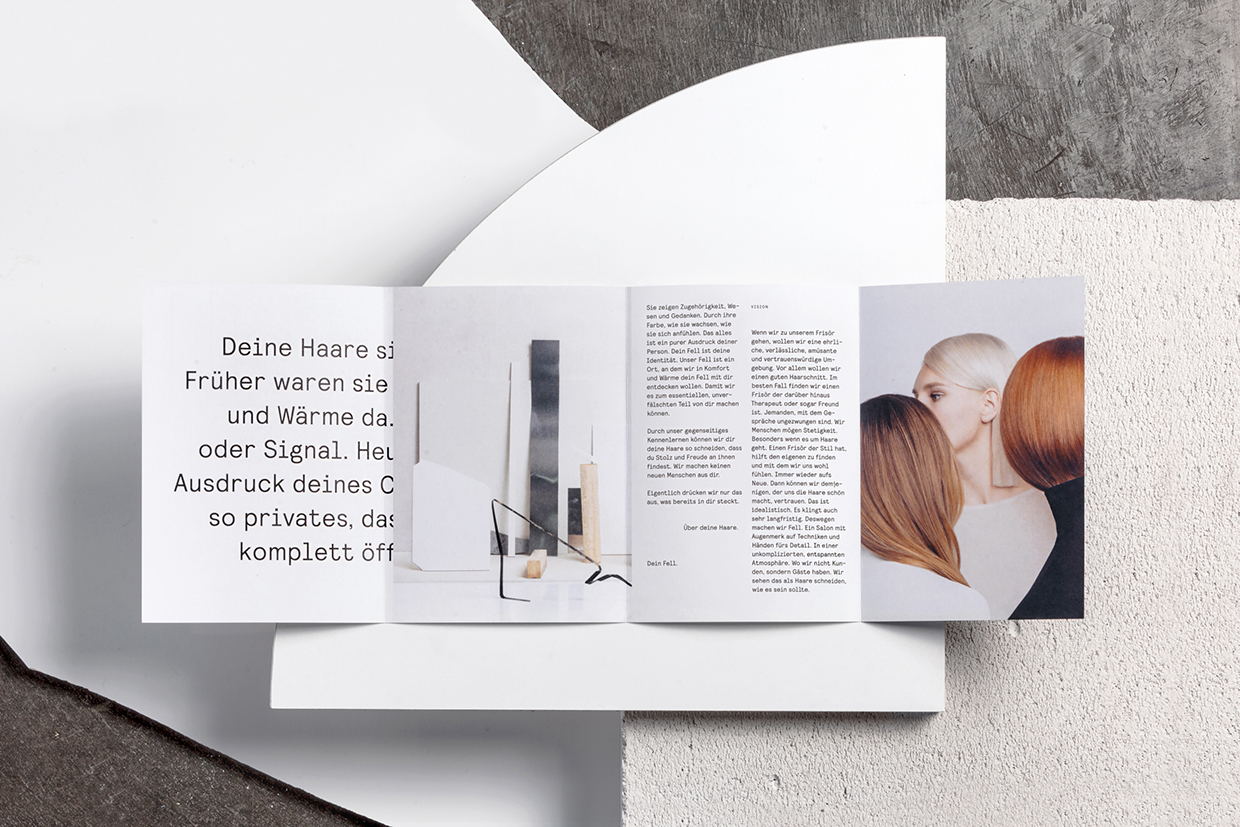 Deine Haare si
Früher waren sie
und Wärme da.
oder Signal. Heu
Ausdruck deines C
so privates, das
komplett öff
Sie zeigen Zugehörigkeit, We-
sen und Gedanken. Durch ihre
Farbe, wie sie wachsen, wie
sie sich anfühlen. Das alles
ist ein purer Ausdruck deiner
Person. Dein Fell ist deine
Identität. Unser Fell ist ein
Ort, an dem wir in Komfort
und Wärme dein Fell mit dir
entdecken wollen. Damit wir
es zum essentiellen, unver-
fälschten Teil von dir machen
können.
Durch unser gegenseitiges
Kennenlernen können wir dir
deine Haare so schneiden, dass
du Stolz und Freude an ihnen
findest. Wir machen keinen
neuen Menschen aus dir.
Eigentlich drücken wir nur das
aus, was bereits in dir steckt.
Über deine Haare.
Dein Fell.
VISION
Wenn wir zu unserem Frisör
gehen, wollen wir eine ehrli-
che, verlässliche, amüsante
und vertrauenswürdige Um-
gebung. Vor allem wollen wir
einen guten Haarschnitt. Im
besten Fall finden wir einen
Frisör der darüber hinaus
Therapeut oder sogar Freund
ist. Jemanden, mit dem Ge-
spräche ungezwungen sind. Wir
Menschen mögen Stetigkeit.
Besonders wenn es um Haare
geht. Einen Frisör der Stil hat,
hilft den eigenen zu finden
und mit dem wir uns wohl
fühlen. Immer wieder aufs
Neue. Dann können wir demje-
nigen, der uns die Haare schön
macht, vertrauen. Das ist
idealistisch. Es klingt auch
sehr langfristig. Deswegen
machen wir Fell. Ein Salon mit
Augenmerk auf Techniken und
Händen fürs Detail. In einer
unkomplizierten, entspannten
Atmosphäre. Wo wir nicht Kun-
den, sondern Gäste haben. Wir
sehen das als Haare schneiden,
wie es sein sollte.